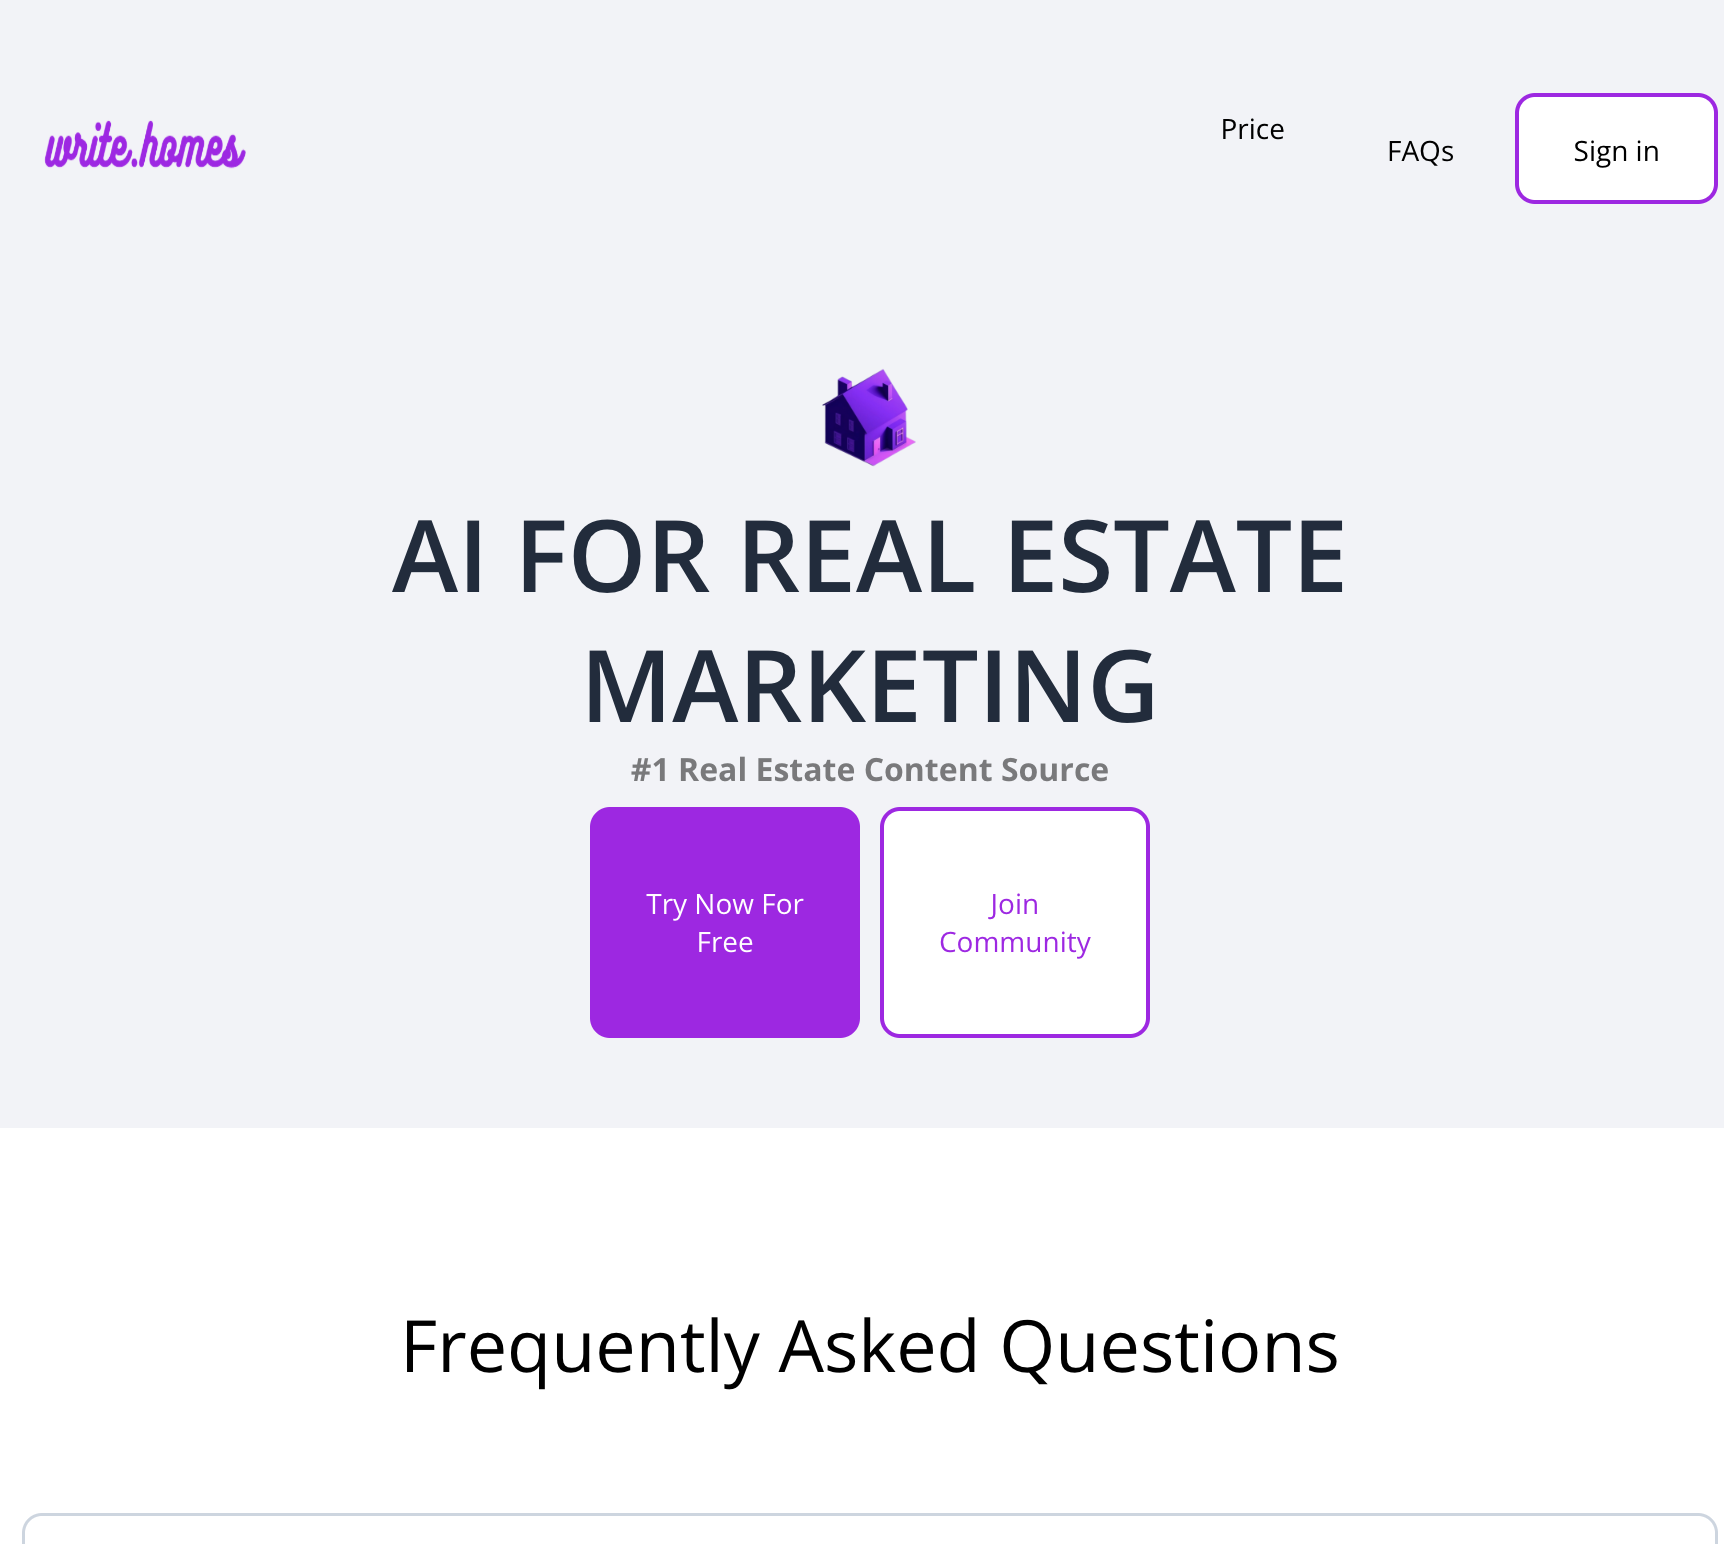 write.homes
Price
FAQs
Sign in
AI FOR REAL ESTATE
MARKETING
#1 Real Estate Content Source
Try Now For
Free
Join
Community
Frequently Asked Questions